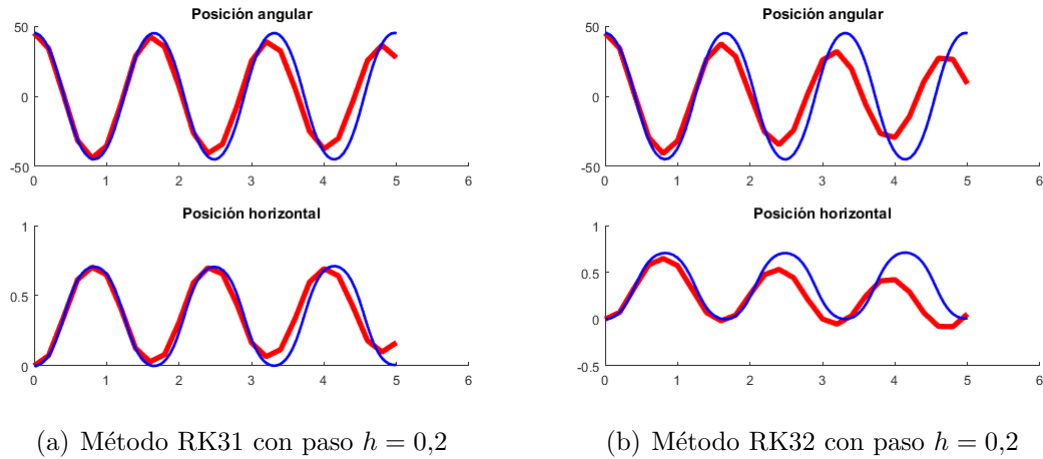 Posición angular
50
0
-50
0 1 2 3 4 5 6
Posición horizontal
1
0.5
0
0 1 2 3 4 5 6
(a) Método RK31 con paso h = 0,2
Posición angular
50
0
-50
0 1 2 3 4 5 6
Posición horizontal
1
0.5
0
-0.5
0 1 2 3 4 5 6
(b) Método RK32 con paso h = 0,2